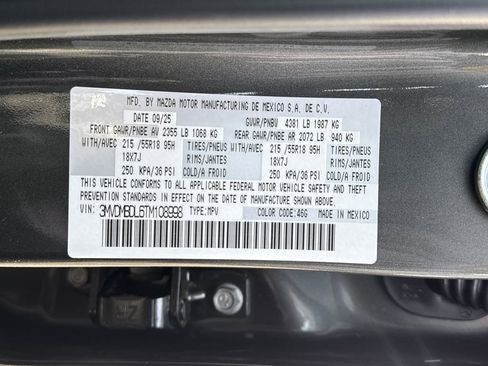 MFD. BY MAZDA MOTOR MANUFACTURING DE MEXICO S.A. DE C.V.
DATE 09/25 GVWR/PNBV 4381 LB 1987 KG
FRONT GAWR/PNBE AV 2355 LB 1068 KG REAR GAWR/PNBE AR 2072 LB 940 KG
WITH/AVEC 215 /55R18 95H TIRES/PNEUS WITH/AVEC 215 /55R18 95H TIRES/PNEUS
18X7J RIMS/JANTES 18X7J RIMS/JANTES
250 KPA/36 PSI COLD/A FROID 250 KPA/36 PSI COLD/A FROID
THIS VEHICLE CONFORMS TO ALL APPLICABLE FEDERAL MOTOR VEHICLE SAFETY AND THEFT
PREVENTION STANDARDS IN EFFECT ON THE DATE OF MANUFACTURE SHOWN ABOVE.
VIN: 3MVDMBDL6TM108998 TYPE:MPV COLOR CODE:46G MADE IN MEXICO